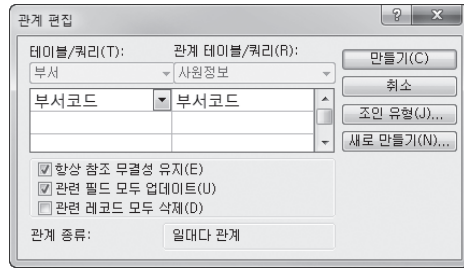 관계 편집
테이블/쿼리(T): 관계 테이블/쿼리(R):
부서 사원정보
부서코드 부서코드
만들기(C)
취소
조인 유형(J)...
새로 만들기(N)...
항상 참조 무결성 유지(E)
관련 필드 모두 업데이트(U)
관련 레코드 모두 삭제(D)
관계 종류: 일대다 관계